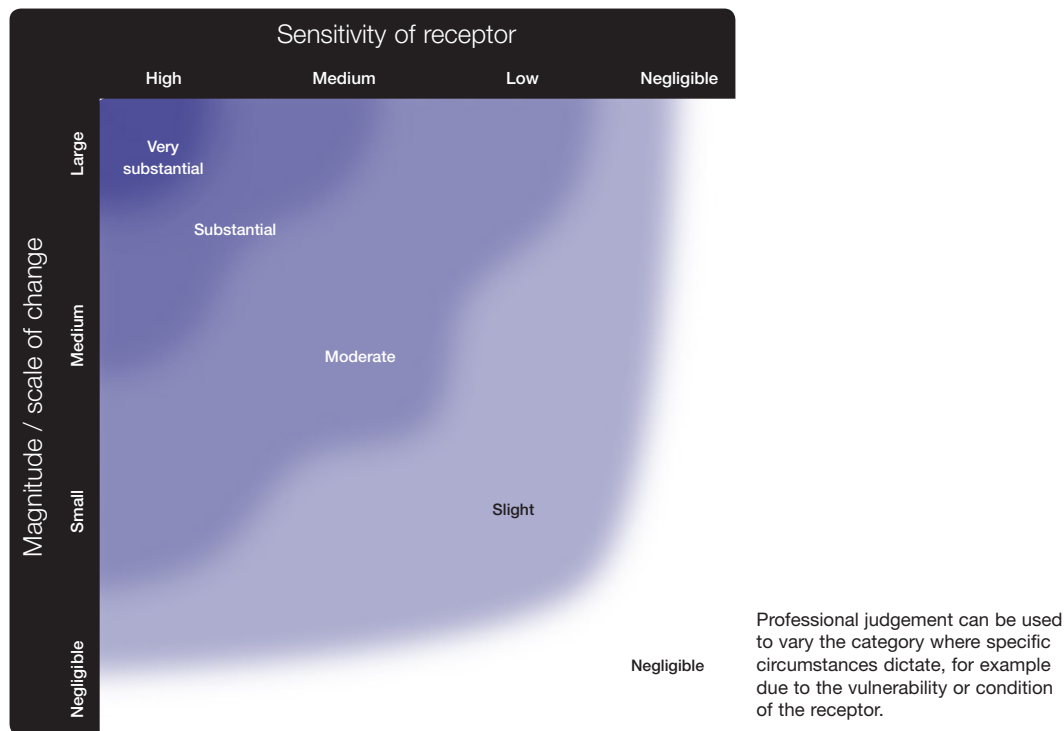 Sensitivity of receptor
High Medium Low Negligible
Magnitude / scale of change
Large
Medium
Small
Negligible
Very
substantial
Substantial
Moderate
Slight
Negligible
Professional judgement can be used
to vary the category where specific
circumstances dictate, for example
due to the vulnerability or condition
of the receptor.